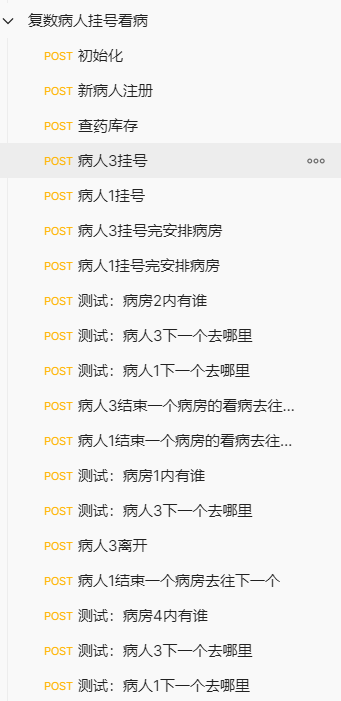 复数病人挂号看病
POST 初始化
POST 新病人注册
POST 查药库存
POST 病人3挂号
POST 病人1挂号
POST 病人3挂号完安排病房
POST 病人1挂号完安排病房
POST 测试：病房2内有谁
POST 测试：病人3下一个去哪里
POST 测试：病人1下一个去哪里
POST 病人3结束一个病房的看病去往...
POST 病人1结束一个病房的看病去往...
POST 测试：病房1内有谁
POST 测试：病人3下一个去哪里
POST 病人3离开
POST 病人1结束一个病房去往下一个
POST 测试：病房4内有谁
POST 测试：病人3下一个去哪里
POST 测试：病人1下一个去哪里